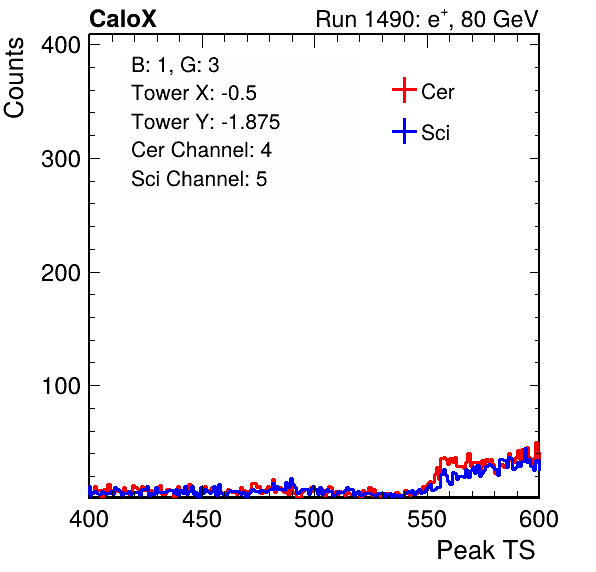 CaloX Run 1490: e⁺, 80 GeV
Counts
400
300
200
100
B: 1, G: 3
Tower X: -0.5
Tower Y: -1.875
Cer Channel: 4
Sci Channel: 5
Cer
Sci
400 450 500 550 600
Peak TS